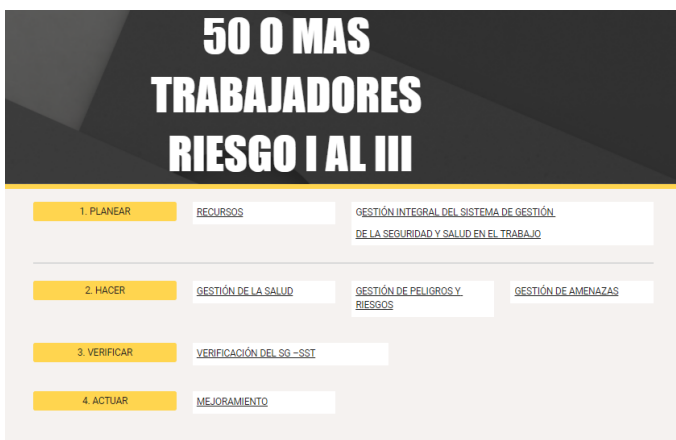 50 O MAS
TRABAJADORES
RIESGO I AL III
1. PLANEAR
RECURSOS
GESTIÓN INTEGRAL DEL SISTEMA DE GESTIÓN
DE LA SEGURIDAD Y SALUD EN EL TRABAJO
2. HACER
GESTIÓN DE LA SALUD
GESTIÓN DE PELIGROS Y
RIESGOS
GESTIÓN DE AMENAZAS
3. VERIFICAR
VERIFICACIÓN DEL SG –SST
4. ACTUAR
MEJORAMIENTO